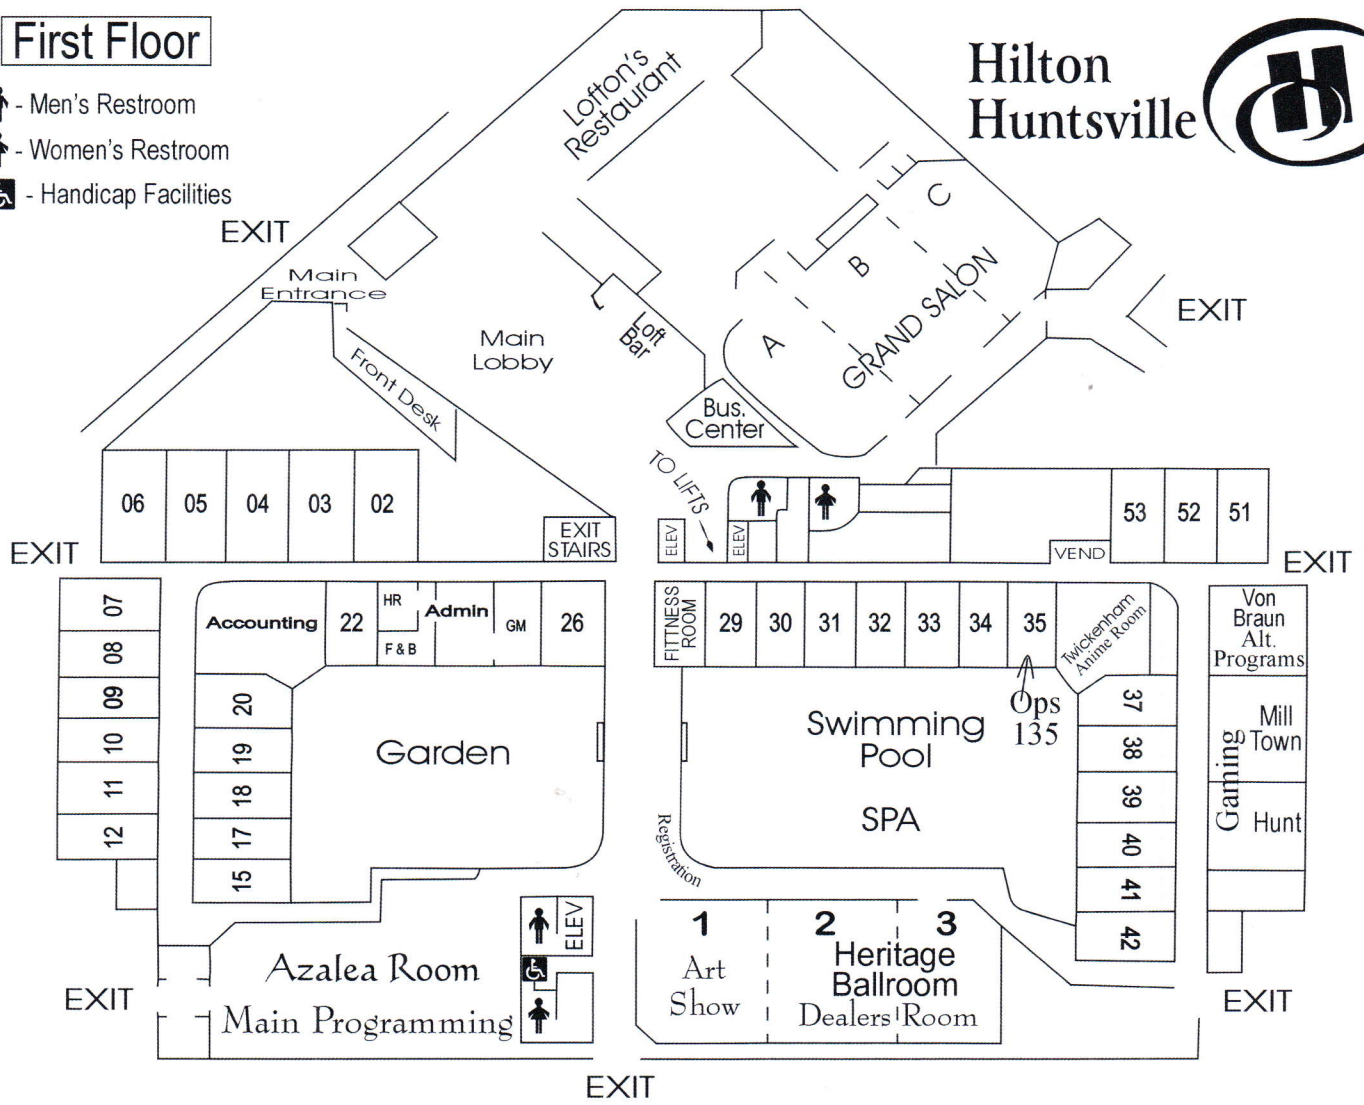 First Floor
- Men's Restroom
- Women's Restroom
- Handicap Facilities
Hilton
Huntsville
EXIT
Main
Entrance
Lofton's
Restaurant
Main
Lobby
Front Desk
Loft
Bar
Bus.
Center
A
B
C
GRAND SALON
EXIT
TO LIFTS
06
05
04
03
02
EXIT
STAIRS
ELEV
ELEV
VEND
53
52
51
EXIT
EXIT
07
08
09
10
11
12
Accounting
22
HR
F & B
Admin
GM
26
20
19
18
17
15
Garden
FITTNESS
ROOM
29
30
31
32
33
34
35
Twickenham
Anime Room
Ops
135
Swimming
Pool
SPA
Registration
37
38
39
40
41
42
Von
Braun
Alt.
Programs
Gaming
Mill
Town
Hunt
EXIT
Azalea Room
Main Programming
ELEV
1
2
3
Art
Show
Heritage
Ballroom
Dealers Room
EXIT
EXIT